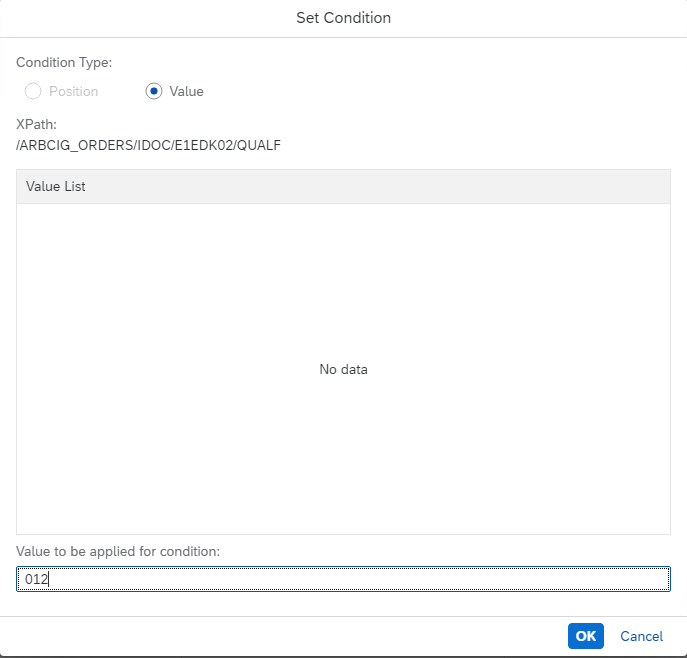 Set Condition
Condition Type:
Position
Value
XPath:
/ARBCIG_ORDERS/IDOC/E1EDK02/QUALF
Value List
No data
Value to be applied for condition:
012
OK
Cancel